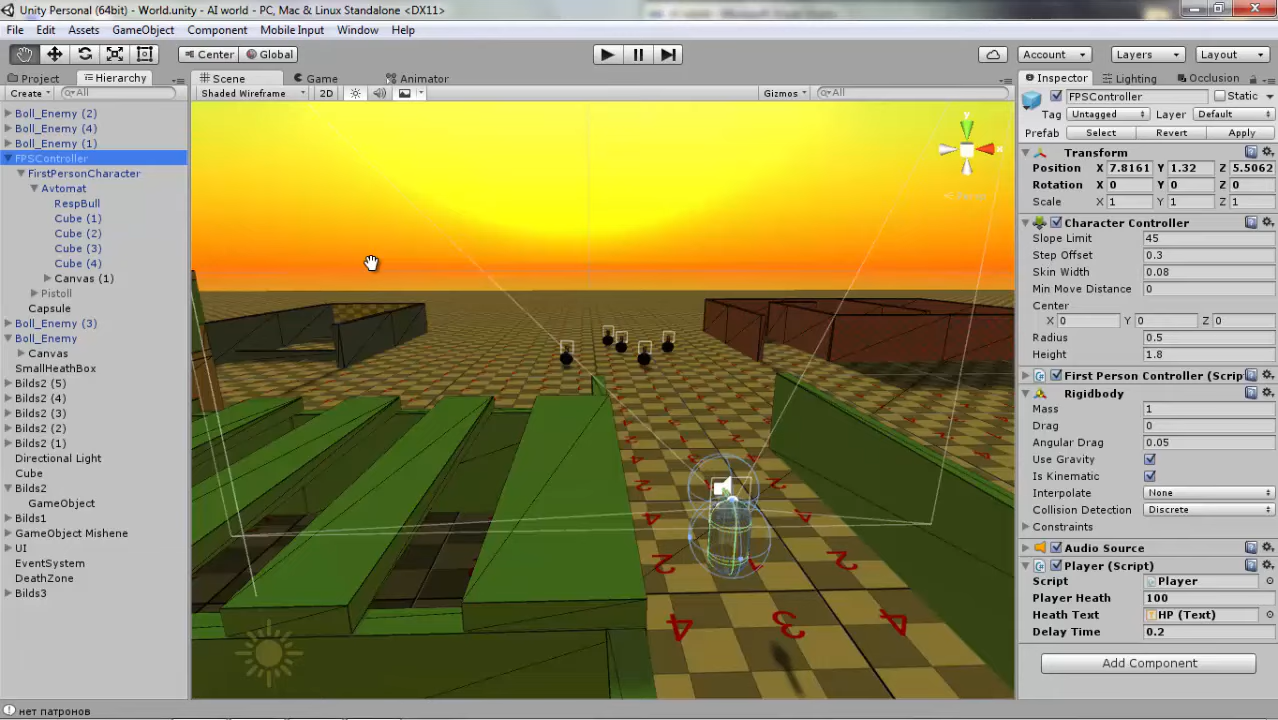 Unity Personal (64bit) - World.unity - AI world - PC, Mac & Linux Standalone <DX11>
File Edit Assets GameObject Component Mobile Input Window Help
Center Global Account Layers Layout
Project Hierarchy Scene Game Animator Inspector Lighting Occlusion
Create All Shaded Wireframe 2D Gizmos All FPSController Static
Tag Untagged Layer Default
Prefab Select Revert Apply
Boll_Enemy (2)
Boll_Enemy (4)
Boll_Enemy (1)
FPSController
FirstPersonCharacter
Avtomat
RespBull
Cube (1)
Cube (2)
Cube (3)
Cube (4)
Canvas (1)
Pistoll
Capsule
Boll_Enemy (3)
Boll_Enemy
Canvas
SmallHeathBox
Bilds2 (5)
Bilds2 (4)
Bilds2 (3)
Bilds2 (2)
Bilds2 (1)
Directional Light
Cube
Bilds2
GameObject
Bilds1
GameObject Mishene
UI
EventSystem
DeathZone
Bilds3
y
x
Persp
2
2
4
3
4
Transform
Position X 7.8161 Y 1.32 Z 5.5062
Rotation X 0 Y 0 Z 0
Scale X 1 Y 1 Z 1
Character Controller
Slope Limit 45
Step Offset 0.3
Skin Width 0.08
Min Move Distance 0
Center
X 0 Y 0 Z 0
Radius 0.5
Height 1.8
First Person Controller (Scrip
Rigidbody
Mass 1
Drag 0
Angular Drag 0.05
Use Gravity
Is Kinematic
Interpolate None
Collision Detection Discrete
Constraints
Audio Source
Player (Script)
Script Player
Player Heath 100
Heath Text HP (Text)
Delay Time 0.2
Add Component
нет патронов